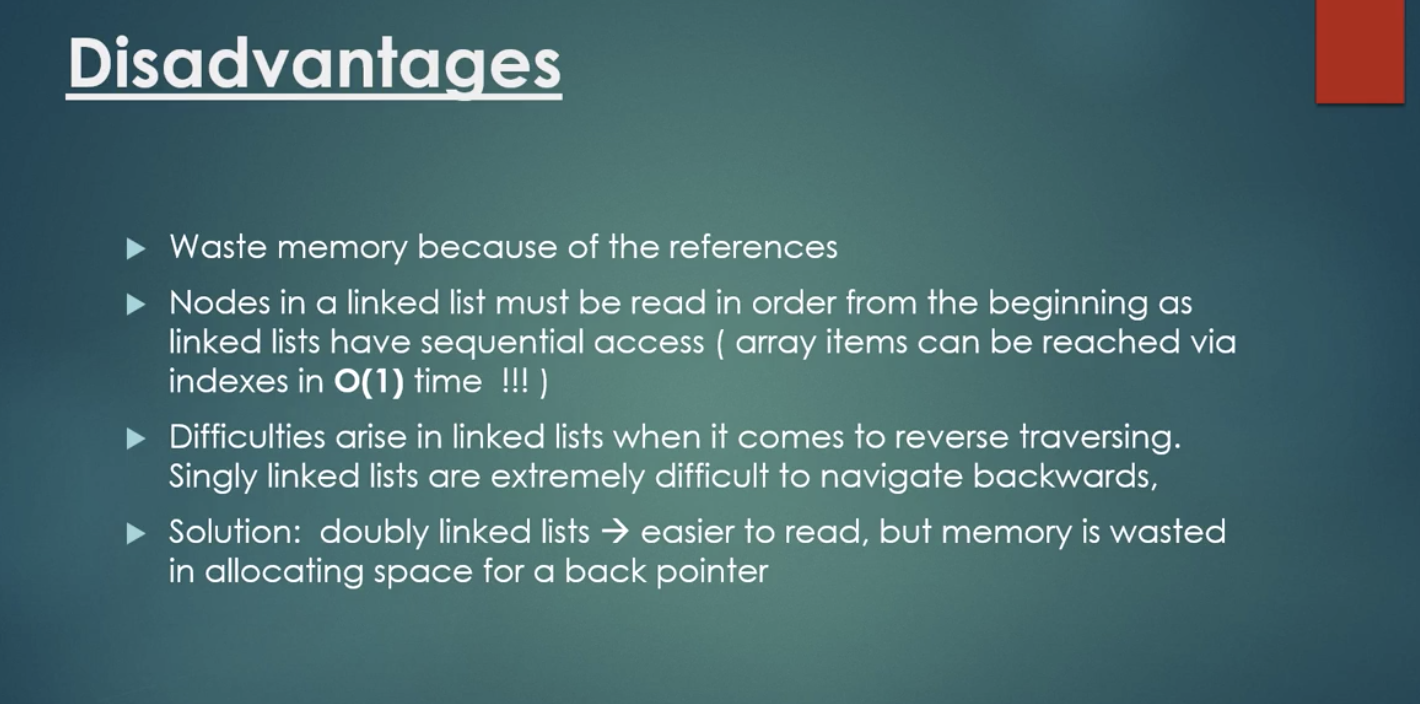 Disadvantages
Waste memory because of the references
Nodes in a linked list must be read in order from the beginning as
linked lists have sequential access ( array items can be reached via
indexes in O(1) time  !!! )
Difficulties arise in linked lists when it comes to reverse traversing.
Singly linked lists are extremely difficult to navigate backwards,
Solution:  doubly linked lists → easier to read, but memory is wasted
in allocating space for a back pointer